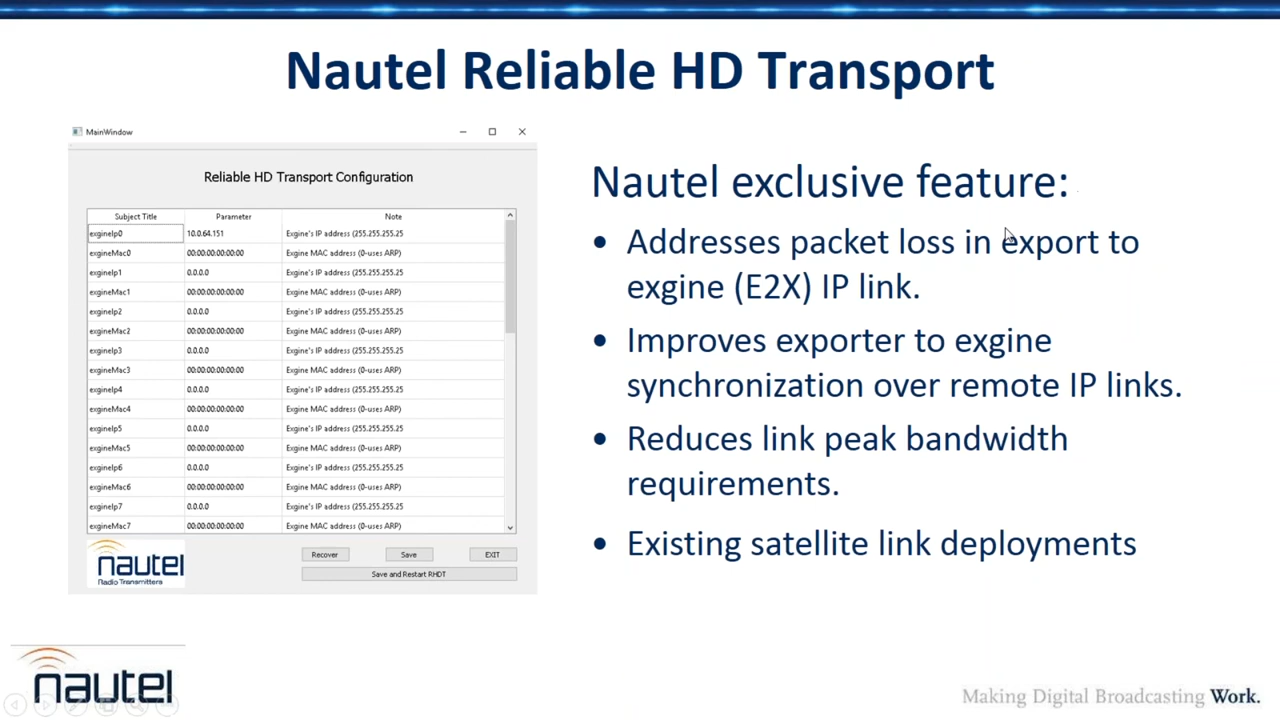 Nautel Reliable HD Transport
MainWindow
Reliable HD Transport Configuration
Subject Title Parameter Note
exgineIp0 10.0.64.151 Exgine's IP address (255.255.255.25
exgineMac0 00:00:00:00:00:00 Exgine MAC address (0-uses ARP)
exgineIp1 0.0.0.0 Exgine's IP address (255.255.255.25
exgineMac1 00:00:00:00:00:00 Exgine MAC address (0-uses ARP)
exgineIp2 0.0.0.0 Exgine's IP address (255.255.255.25
exgineMac2 00:00:00:00:00:00 Exgine MAC address (0-uses ARP)
exgineIp3 0.0.0.0 Exgine's IP address (255.255.255.25
exgineMac3 00:00:00:00:00:00 Exgine MAC address (0-uses ARP)
exgineIp4 0.0.0.0 Exgine's IP address (255.255.255.25
exgineMac4 00:00:00:00:00:00 Exgine MAC address (0-uses ARP)
exgineIp5 0.0.0.0 Exgine's IP address (255.255.255.25
exgineMac5 00:00:00:00:00:00 Exgine MAC address (0-uses ARP)
exgineIp6 0.0.0.0 Exgine's IP address (255.255.255.25
exgineMac6 00:00:00:00:00:00 Exgine MAC address (0-uses ARP)
exgineIp7 0.0.0.0 Exgine's IP address (255.255.255.25
exgineMac7 00:00:00:00:00:00 Exgine MAC address (0-uses ARP)
nautel
Radio Transmitters
Recover Save EXIT
Save and Restart RHDT
Nautel exclusive feature:
• Addresses packet loss in export to
exgine (E2X) IP link.
• Improves exporter to exgine
synchronization over remote IP links.
• Reduces link peak bandwidth
requirements.
• Existing satellite link deployments
nautel
Making Digital Broadcasting Work.